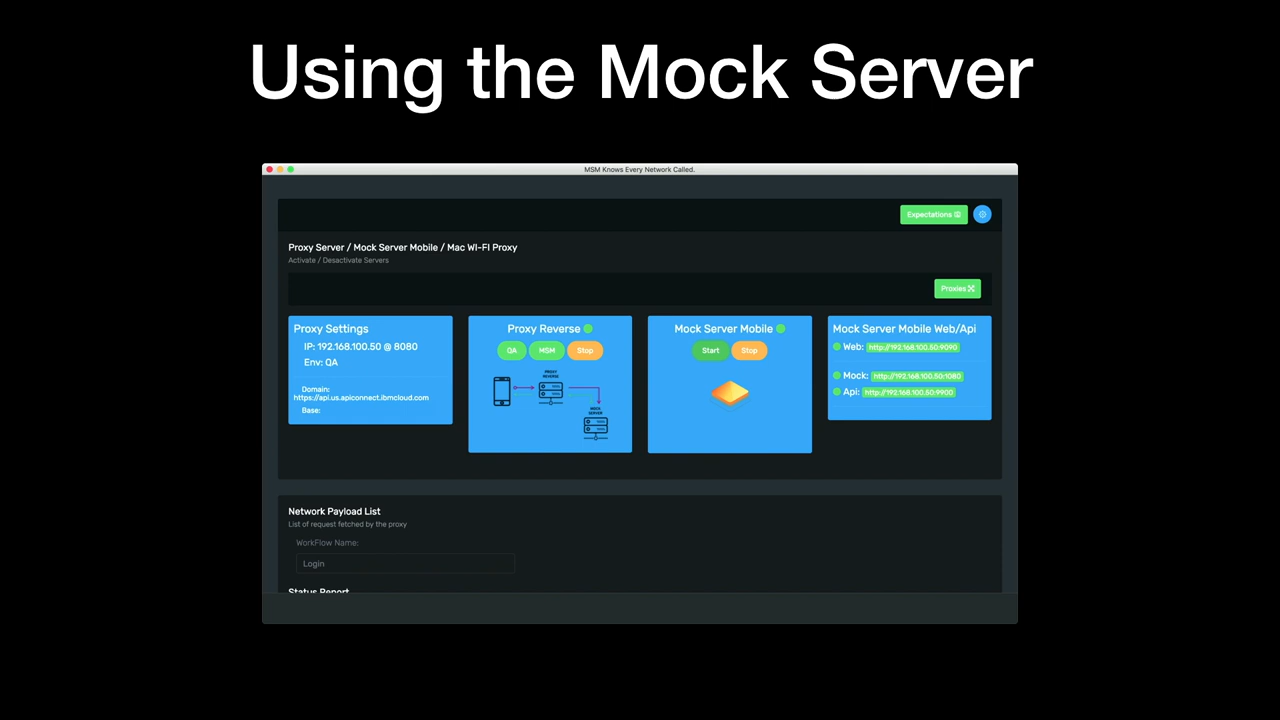 Using the Mock Server
MSM Knows Every Network Called.
Expectations
Proxy Server / Mock Server Mobile / Mac WI-FI Proxy
Activate / Desactivate Servers
Proxies
Proxy Settings
IP: 192.168.100.50 @ 8080
Env: QA
Domain:
https://api.us.apiconnect.ibmcloud.com
Base:
Proxy Reverse
QA MSM Stop
PROXY
REVERSE
MOCK
SERVER
Mock Server Mobile
Start Stop
Mock Server Mobile Web/Api
Web: http://192.168.100.50:9090
Mock: http://192.168.100.50:1080
Api: http://192.168.100.50:9900
Network Payload List
List of request fetched by the proxy
WorkFlow Name:
Login
Status Report